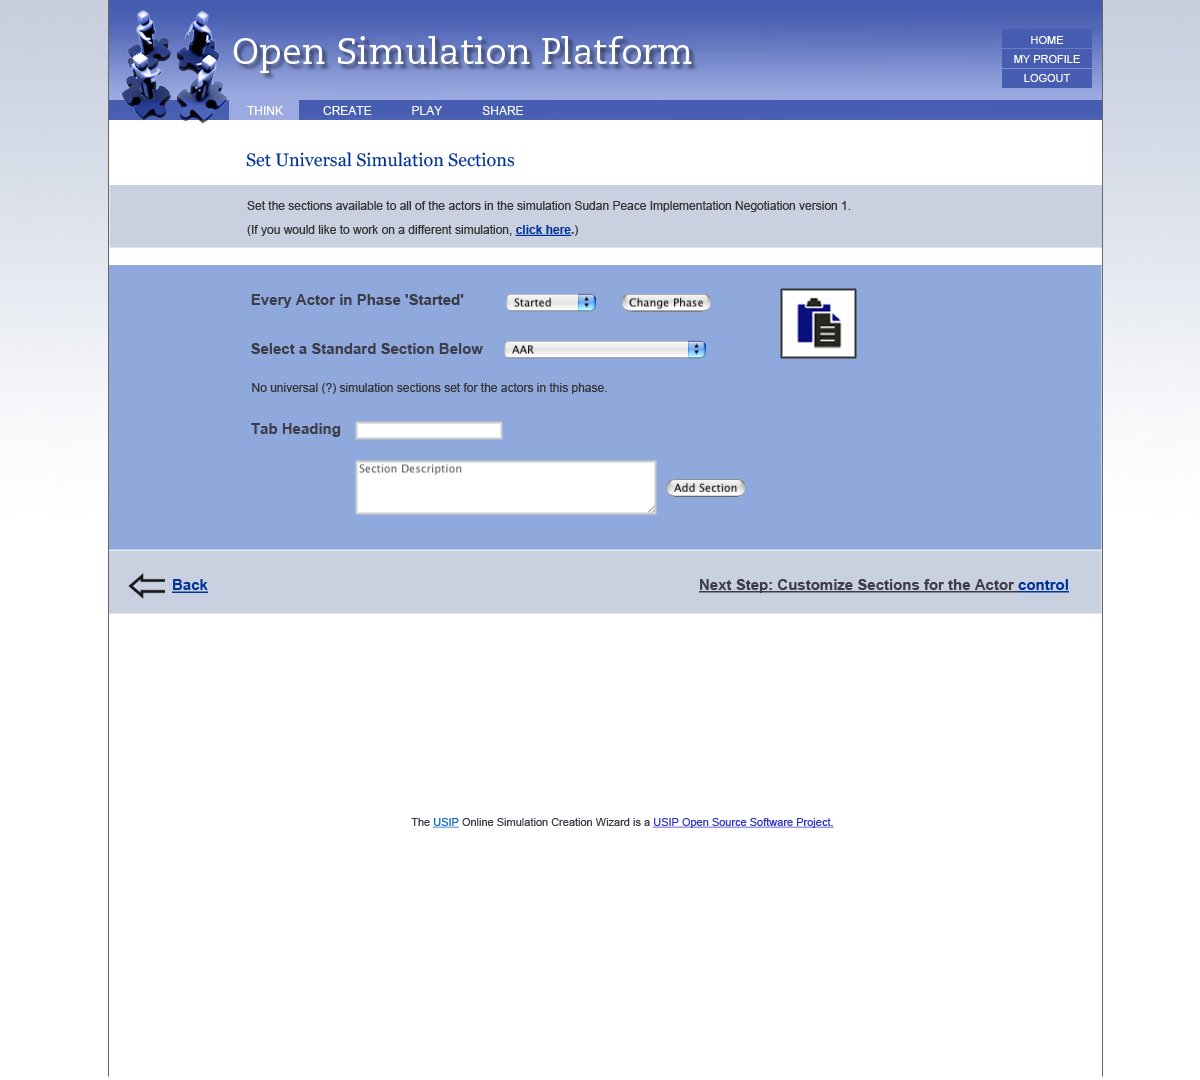 Open Simulation Platform
HOME
MY PROFILE
LOGOUT
THINK CREATE PLAY SHARE
Set Universal Simulation Sections
Set the sections available to all of the actors in the simulation Sudan Peace Implementation Negotiation version 1.
(If you would like to work on a different simulation, click here.)
Every Actor in Phase 'Started' Started Change Phase
Select a Standard Section Below AAR
No universal (?) simulation sections set for the actors in this phase.
Tab Heading
Section Description
Add Section
Back Next Step: Customize Sections for the Actor control
The USIP Online Simulation Creation Wizard is a USIP Open Source Software Project.